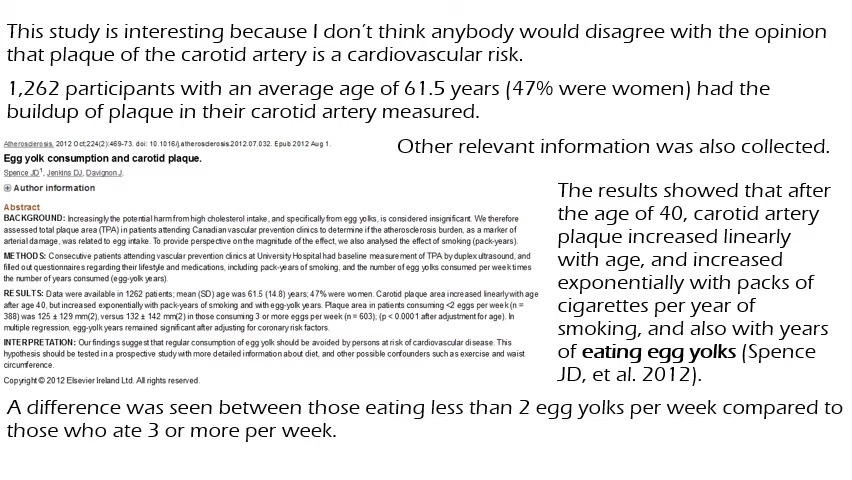 This study is interesting because I don't think anybody would disagree with the opinion
that plaque of the carotid artery is a cardiovascular risk.
1,262 participants with an average age of 61.5 years (47% were women) had the
buildup of plaque in their carotid artery measured.
Atherosclerosis. 2012 Oct;224(2):469-73. doi: 10.1016/j.atherosclerosis.2012.07.032. Epub 2012 Aug 1.
Egg yolk consumption and carotid plaque.
Spence JD1, Jenkins DJ, Davignon J.
Author information
Abstract
BACKGROUND: Increasingly the potential harm from high cholesterol intake, and specifically from egg yolks, is considered insignificant. We therefore
assessed total plaque area (TPA) in patients attending Canadian vascular prevention clinics to determine if the atherosclerosis burden, as a marker of
arterial damage, was related to egg intake. To provide perspective on the magnitude of the effect, we also analysed the effect of smoking (pack-years).
METHODS: Consecutive patients attending vascular prevention clinics at University Hospital had baseline measurement of TPA by duplex ultrasound, and
filled out questionnaires regarding their lifestyle and medications, including pack-years of smoking, and the number of egg yolks consumed per week times
the number of years consumed (egg-yolk years).
RESULTS: Data were available in 1262 patients; mean (SD) age was 61.5 (14.8) years; 47% were women. Carotid plaque area increased linearly with age
after age 40, but increased exponentially with pack-years of smoking and with egg-yolk years. Plaque area in patients consuming <2 eggs per week (n =
388) was 125 ± 129 mm(2), versus 132 ± 142 mm(2) in those consuming 3 or more eggs per week (n = 603); (p < 0.0001 after adjustment for age). In
multiple regression, egg-yolk years remained significant after adjusting for coronary risk factors.
INTERPRETATION: Our findings suggest that regular consumption of egg yolk should be avoided by persons at risk of cardiovascular disease. This
hypothesis should be tested in a prospective study with more detailed information about diet, and other possible confounders such as exercise and waist
circumference.
Copyright © 2012 Elsevier Ireland Ltd. All rights reserved.
Other relevant information was also collected.
The results showed that after
the age of 40, carotid artery
plaque increased linearly
with age, and increased
exponentially with packs of
cigarettes per year of
smoking, and also with years
of eating egg yolks (Spence
JD, et al. 2012).
A difference was seen between those eating less than 2 egg yolks per week compared to
those who ate 3 or more per week.